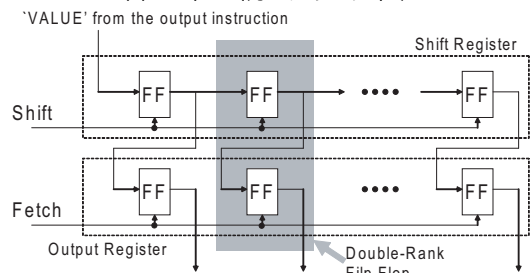 `VALUE' from the output instruction
Shift Register
FF FF •••• FF
Shift
FF FF •••• FF
Fetch
Output Register
Double-Rank